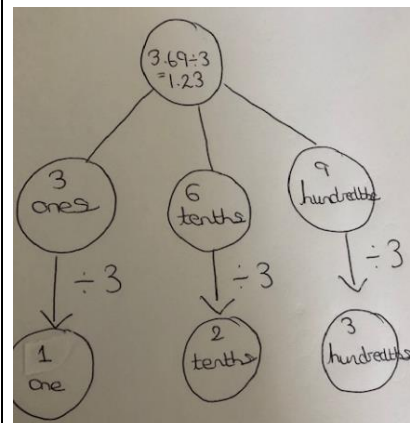 3.69÷3
=1.23
3
ones
6
tenths
9
hundredths
÷3
÷3
÷3
1
one
2
tenths
3
hundredths